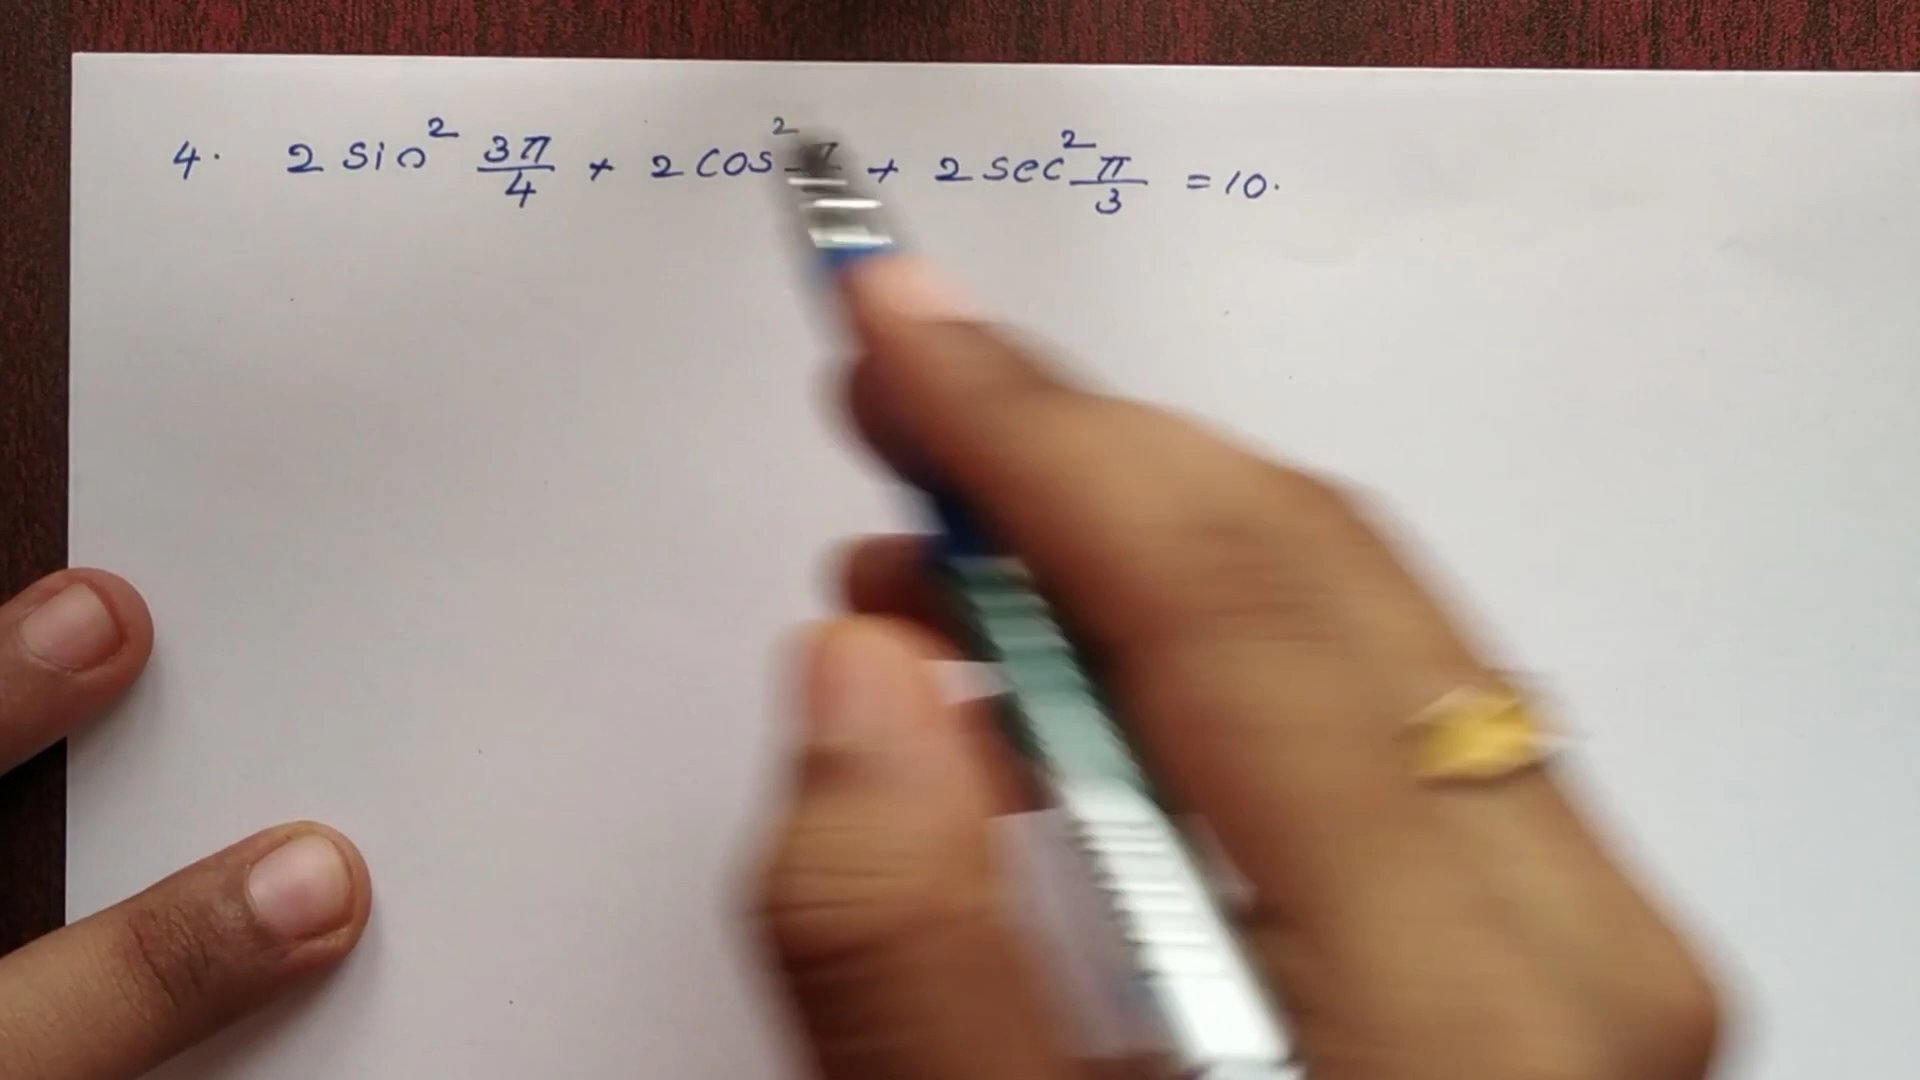 4. 2 sin² 3π/4 + 2 cos² π + 2 sec² π/3 = 10.